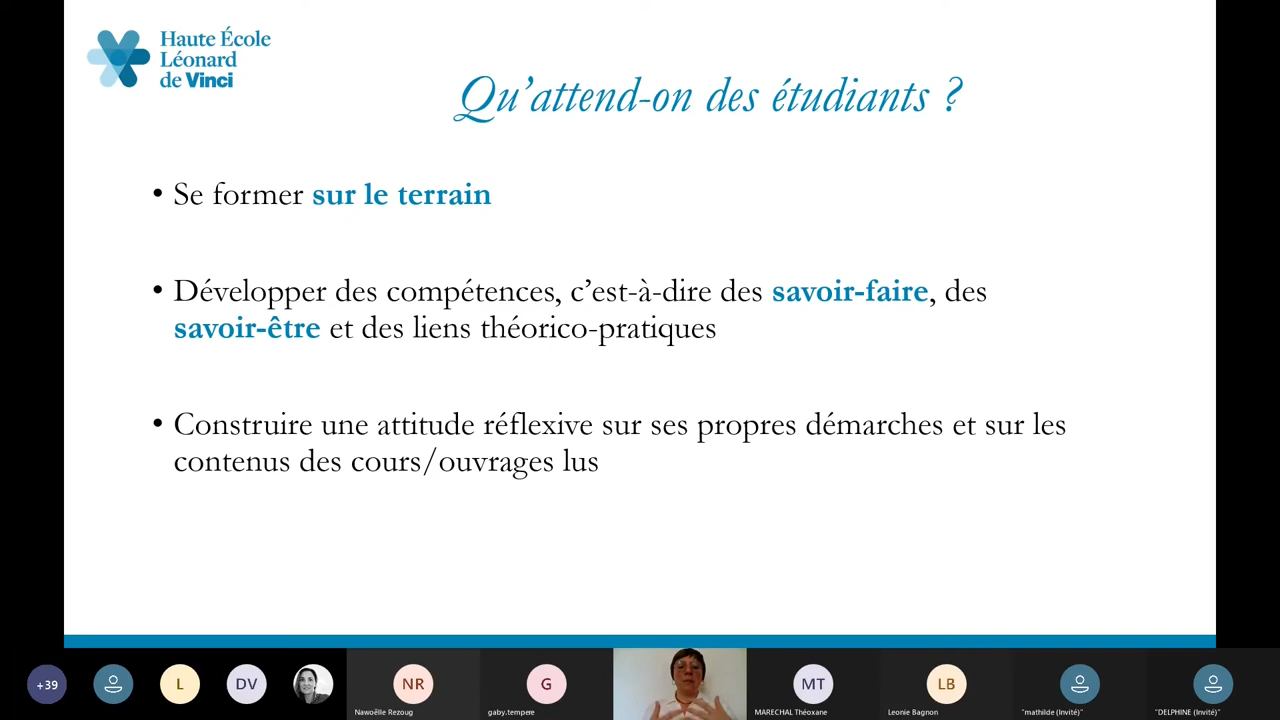 Haute École
Léonard
de Vinci
Qu'attend-on des étudiants ?
• Se former sur le terrain
• Développer des compétences, c'est-à-dire des savoir-faire, des
savoir-être et des liens théorico-pratiques
• Construire une attitude réflexive sur ses propres démarches et sur les
contenus des cours/ouvrages lus
+39
L
DV
NR
G
MT
LB
Nawoëlle Rezoug
gaby.tempere
MARECHAL Théoxane
Leonie Bagnon
"mathilde (Invité)"
"DELPHINE (Invité)"